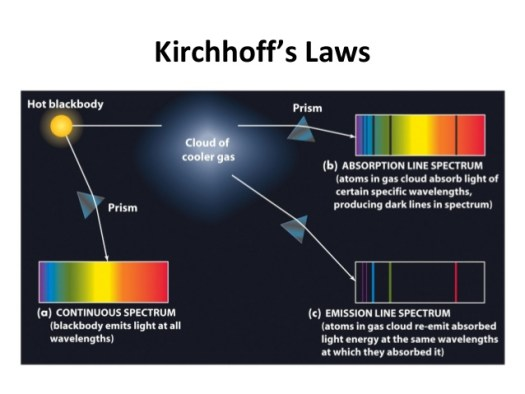 Kirchhoff's Laws
Hot blackbody
Prism
Cloud of
cooler gas
(b) ABSORPTION LINE SPECTRUM
(atoms in gas cloud absorb light of
certain specific wavelengths,
producing dark lines in spectrum)
Prism
(a) CONTINUOUS SPECTRUM
(blackbody emits light at all
wavelengths)
(c) EMISSION LINE SPECTRUM
(atoms in gas cloud re-emit absorbed
light energy at the same wavelengths
at which they absorbed it)